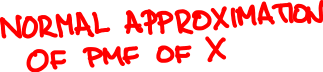 NORMAL APPROXIMATION
OF PMF OF X